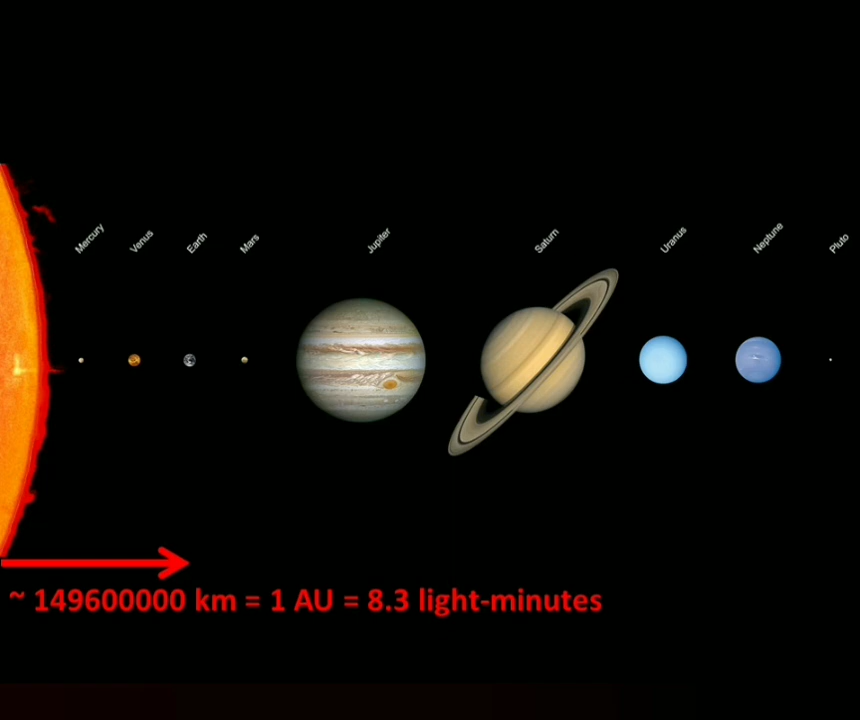 Mercury
Venus
Earth
Mars
Jupiter
Saturn
Uranus
Neptune
Pluto
~ 149600000 km = 1 AU = 8.3 light-minutes